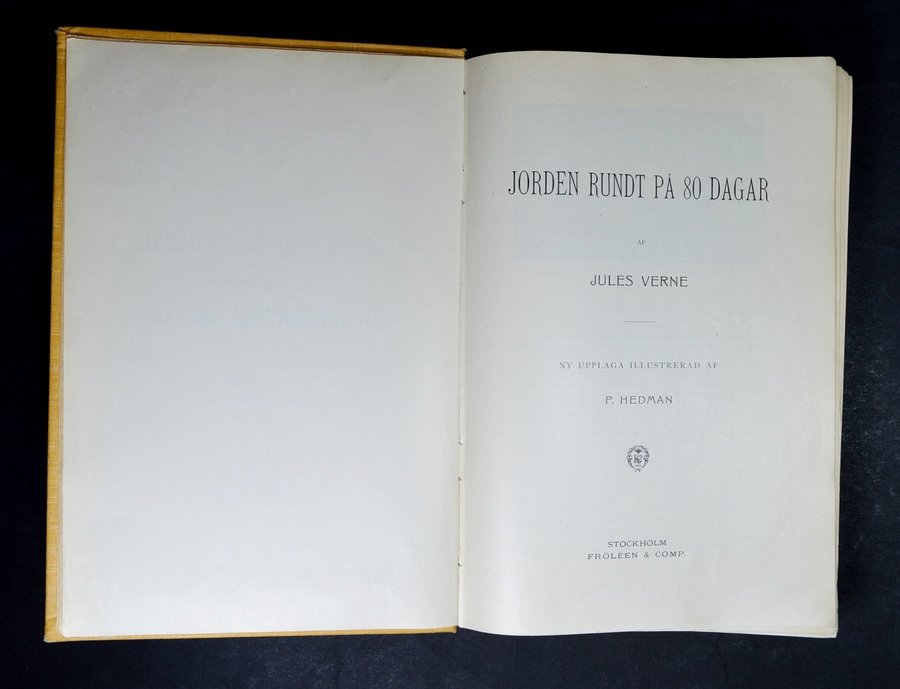 JORDEN RUNDT PÅ 80 DAGAR
AF
JULES VERNE
NY UPPLAGA ILLUSTRERAD AF
P. HEDMAN
STOCKHOLM
FRÖLÉEN & COMP.